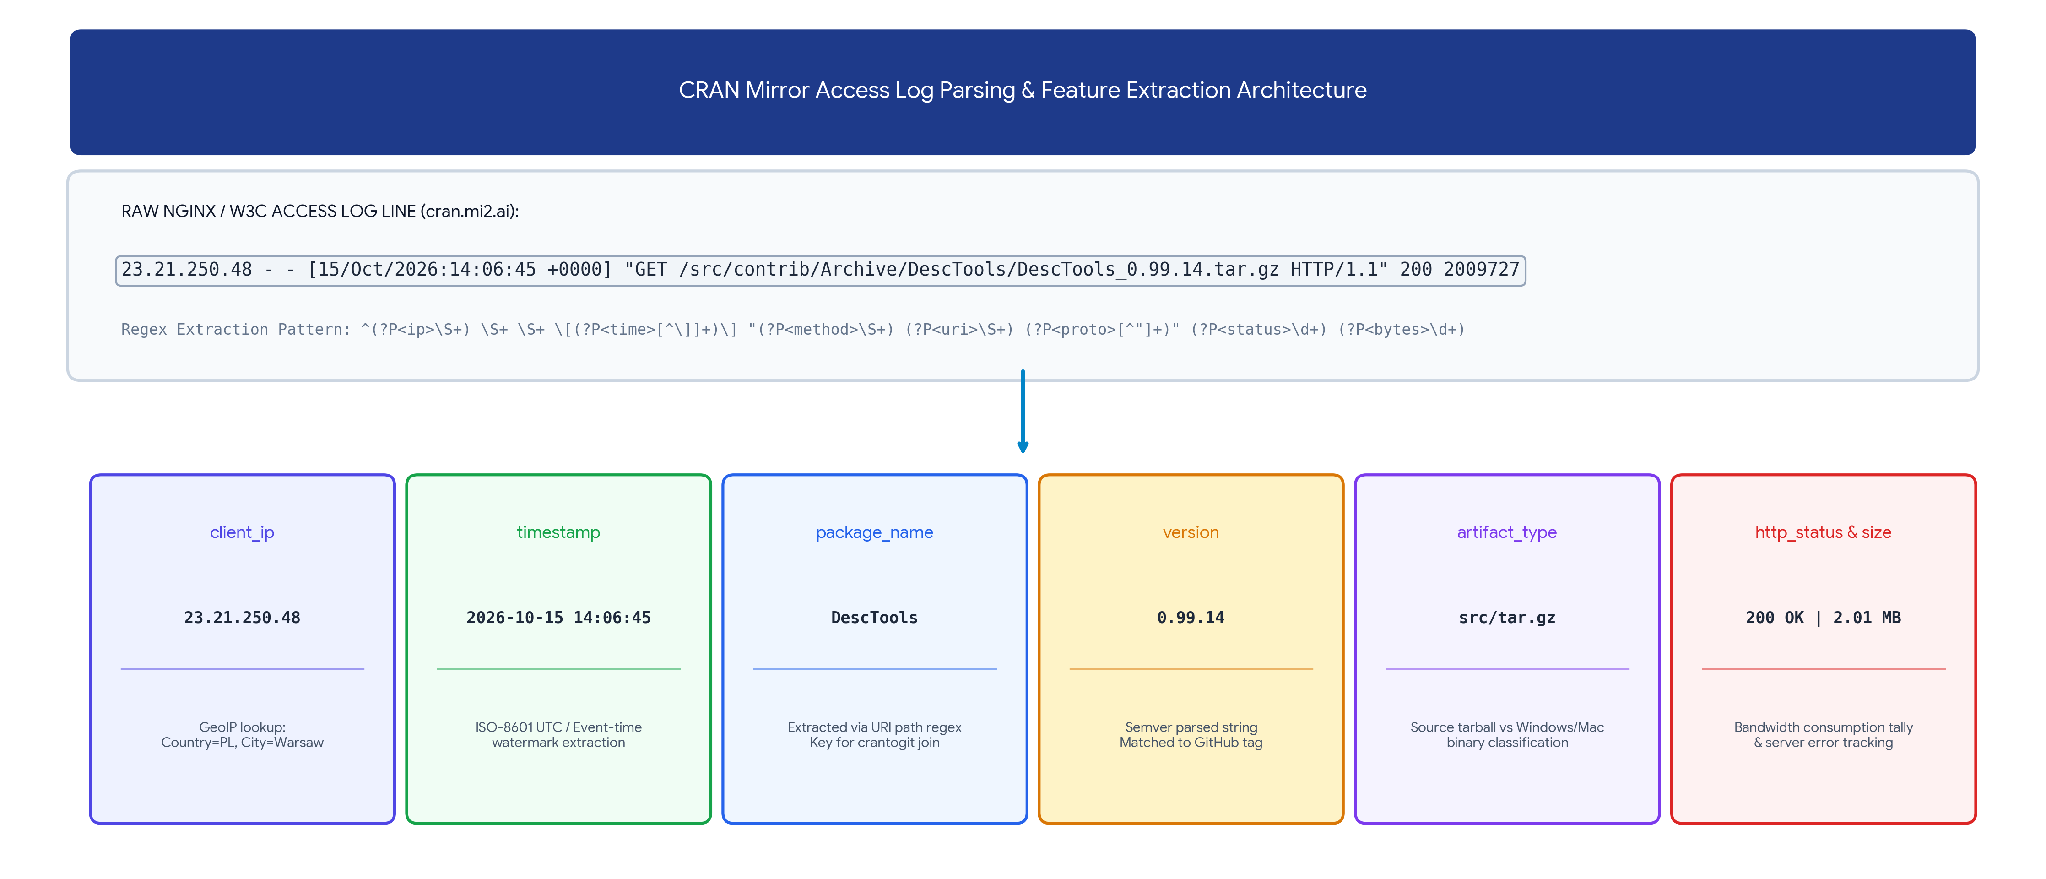 CRAN Mirror Access Log Parsing & Feature Extraction Architecture
RAW NGINX / W3C ACCESS LOG LINE (cran.mi2.ai):
23.21.250.48 - - [15/Oct/2026:14:06:45 +0000] "GET /src/contrib/Archive/DescTools/DescTools_0.99.14.tar.gz HTTP/1.1" 200 2009727
Regex Extraction Pattern: ^(?P<ip>\S+) \S+ \S+ \[(?P<time>[^\]]+)\] "(?P<method>\S+) (?P<uri>\S+) (?P<proto>[^"]+)" (?P<status>\d+) (?P<bytes>\d+)
client_ip
23.21.250.48
GeoIP lookup:
Country=PL, City=Warsaw
timestamp
2026-10-15 14:06:45
ISO-8601 UTC / Event-time
watermark extraction
package_name
DescTools
Extracted via URI path regex
Key for crantogit join
version
0.99.14
Semver parsed string
Matched to GitHub tag
artifact_type
src/tar.gz
Source tarball vs Windows/Mac
binary classification
http_status & size
200 OK | 2.01 MB
Bandwidth consumption tally
& server error tracking